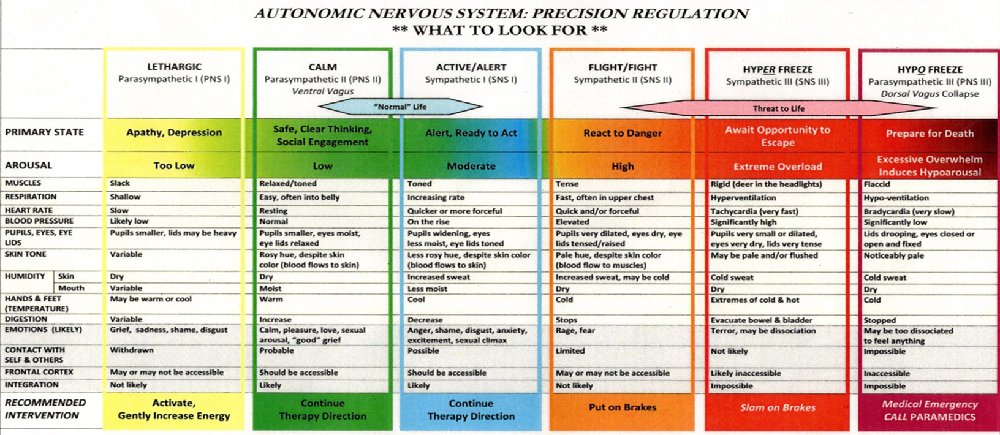 AUTONOMIC NERVOUS SYSTEM: PRECISION REGULATION
** WHAT TO LOOK FOR **
LETHARGIC
Parasympathetic I (PNS I)
CALM
Parasympathetic II (PNS II)
Ventral Vagus
ACTIVE/ALERT
Sympathetic I (SNS I)
FLIGHT/FIGHT
Sympathetic II (SNS II)
HYPER FREEZE
Sympathetic III (SNS III)
HYPO FREEZE
Parasympathetic III (PNS III)
Dorsal Vagus Collapse
"Normal" Life
Threat to Life
PRIMARY STATE
Apathy, Depression
Safe, Clear Thinking,
Social Engagement
Alert, Ready to Act
React to Danger
Await Opportunity to
Escape
Prepare for Death
AROUSAL
Too Low
Low
Moderate
High
Extreme Overload
Excessive Overwhelm
Induces Hypoarousal
MUSCLES
Slack
Relaxed/toned
Toned
Tense
Rigid (deer in the headlights)
Flaccid
RESPIRATION
Shallow
Easy, often into belly
Increasing rate
Fast, often in upper chest
Hyperventilation
Hypo-ventilation
HEART RATE
Slow
Resting
Quicker or more forceful
Quick and/or forceful
Tachycardia (very fast)
Bradycardia (very slow)
BLOOD PRESSURE
Likely low
Normal
On the rise
Elevated
Significantly high
Significantly low
PUPILS, EYES, EYE
LIDS
Pupils smaller, lids may be heavy
Pupils smaller, eyes moist,
eye lids relaxed
Pupils widening, eyes
less moist, eye lids toned
Pupils very dilated, eyes dry, eye
lids tensed/raised
Pupils very small or dilated,
eyes very dry, lids very tense
Lids drooping, eyes closed or
open and fixed
SKIN TONE
Variable
Rosy hue, despite skin
color (blood flows to skin)
Less rosy hue, despite skin color
(blood flows to skin)
Pale hue, despite skin color
(blood flow to muscles)
May be pale and/or flushed
Noticeably pale
HUMIDITY
Skin
Dry
Dry
Increased sweat
Increased sweat, may be cold
Cold sweat
Cold sweat
Mouth
Variable
Moist
Less moist
Dry
Dry
Dry
HANDS & FEET
(TEMPERATURE)
May be warm or cool
Warm
Cool
Cold
Extremes of cold & hot
Cold
DIGESTION
Variable
Increase
Decrease
Stops
Evacuate bowel & bladder
Stopped
EMOTIONS (LIKELY)
Grief, sadness, shame, disgust
Calm, pleasure, love, sexual
arousal, "good" grief
Anger, shame, disgust, anxiety,
excitement, sexual climax
Rage, fear
Terror, may be dissociation
May be too dissociated
to feel anything
CONTACT WITH
SELF & OTHERS
Withdrawn
Probable
Possible
Limited
Not likely
Impossible
FRONTAL CORTEX
May or may not be accessible
Should be accessible
Should be accessible
May or may not be accessible
Likely inaccessible
Inaccessible
INTEGRATION
Not likely
Likely
Likely
Not likely
Impossible
Impossible
RECOMMENDED
INTERVENTION
Activate,
Gently Increase Energy
Continue
Therapy Direction
Continue
Therapy Direction
Put on Brakes
Slam on Brakes
Medical Emergency
CALL PARAMEDICS